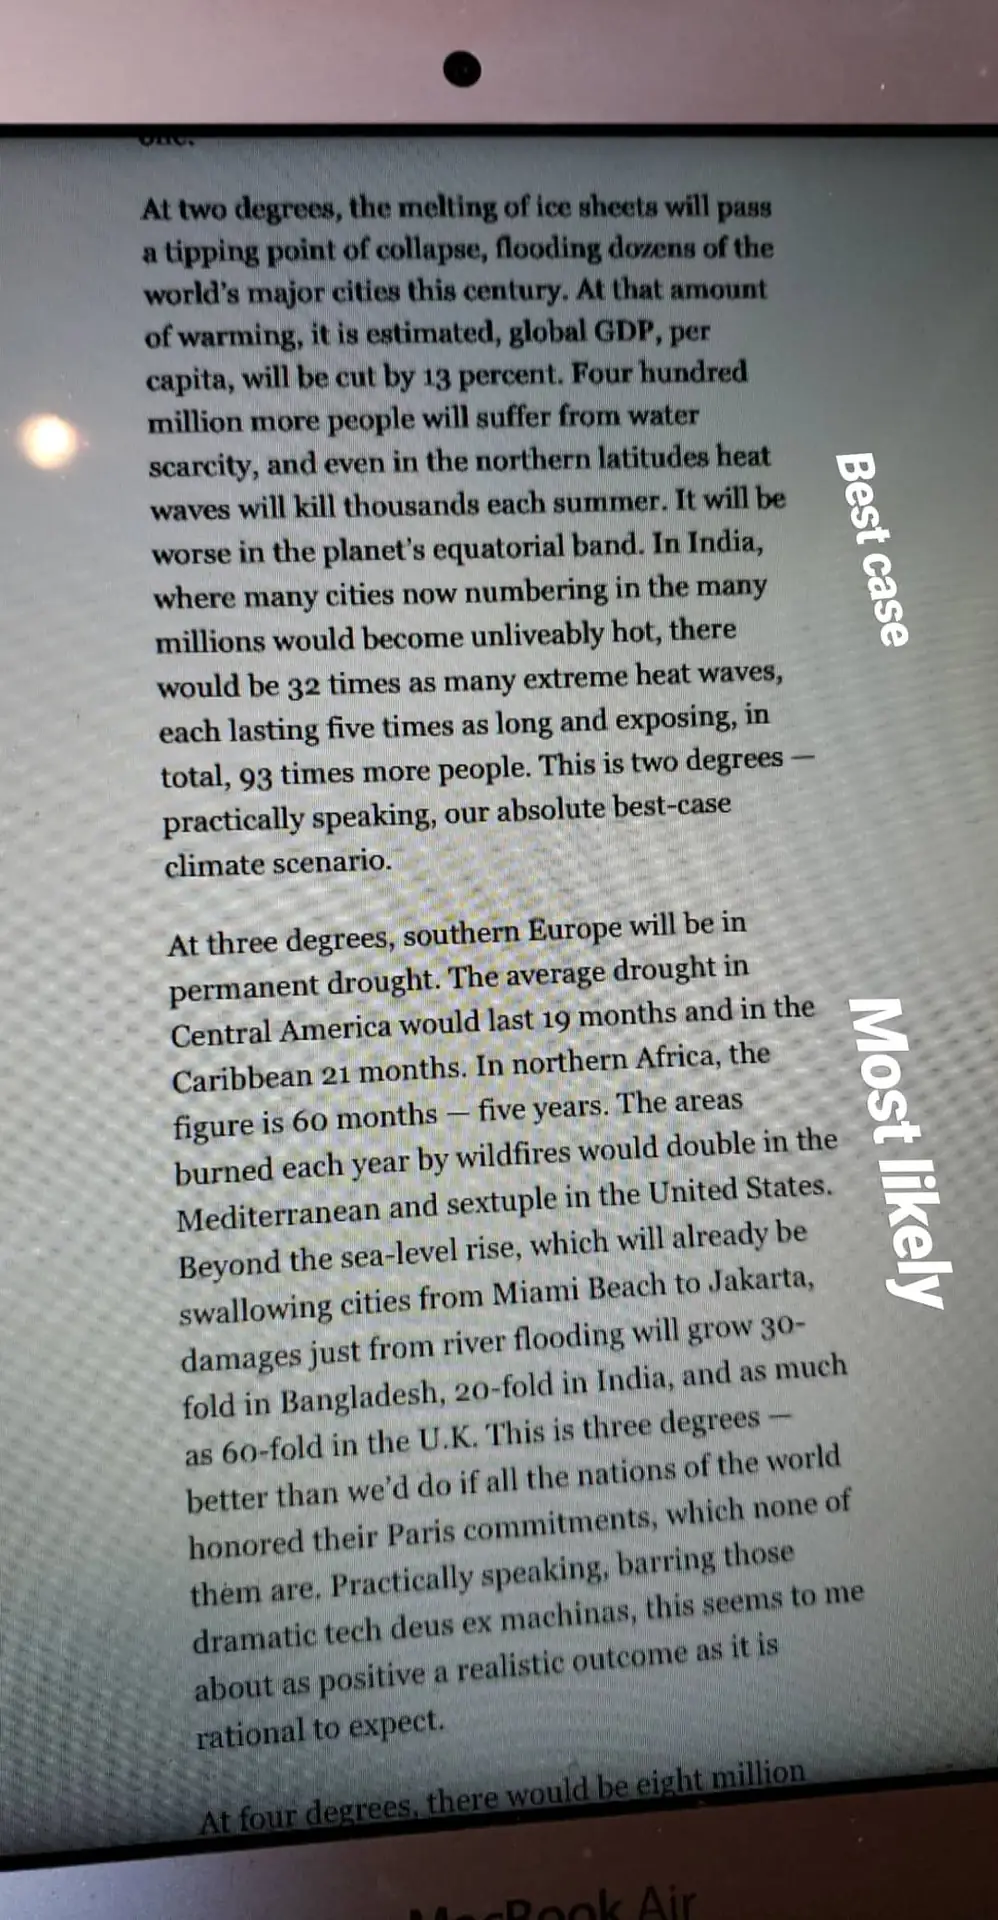 one.
At two degrees, the melting of ice sheets will pass
a tipping point of collapse, flooding dozens of the
world's major cities this century. At that amount
of warming, it is estimated, global GDP, per
capita, will be cut by 13 percent. Four hundred
million more people will suffer from water
scarcity, and even in the northern latitudes heat
waves will kill thousands each summer. It will be
worse in the planet's equatorial band. In India,
where many cities now numbering in the many
millions would become unliveably hot, there
would be 32 times as many extreme heat waves,
each lasting five times as long and exposing, in
total, 93 times more people. This is two degrees —
practically speaking, our absolute best-case
climate scenario.
Best case
At three degrees, southern Europe will be in
permanent drought. The average drought in
Central America would last 19 months and in the
Caribbean 21 months. In northern Africa, the
figure is 60 months — five years. The areas
burned each year by wildfires would double in the
Mediterranean and sextuple in the United States.
Beyond the sea-level rise, which will already be
swallowing cities from Miami Beach to Jakarta,
damages just from river flooding will grow 30-
fold in Bangladesh, 20-fold in India, and as much
as 60-fold in the U.K. This is three degrees —
better than we'd do if all the nations of the world
honored their Paris commitments, which none of
them are. Practically speaking, barring those
dramatic tech deus ex machinas, this seems to me
about as positive a realistic outcome as it is
rational to expect.
Most likely
At four degrees, there would be eight million
MacBook Air